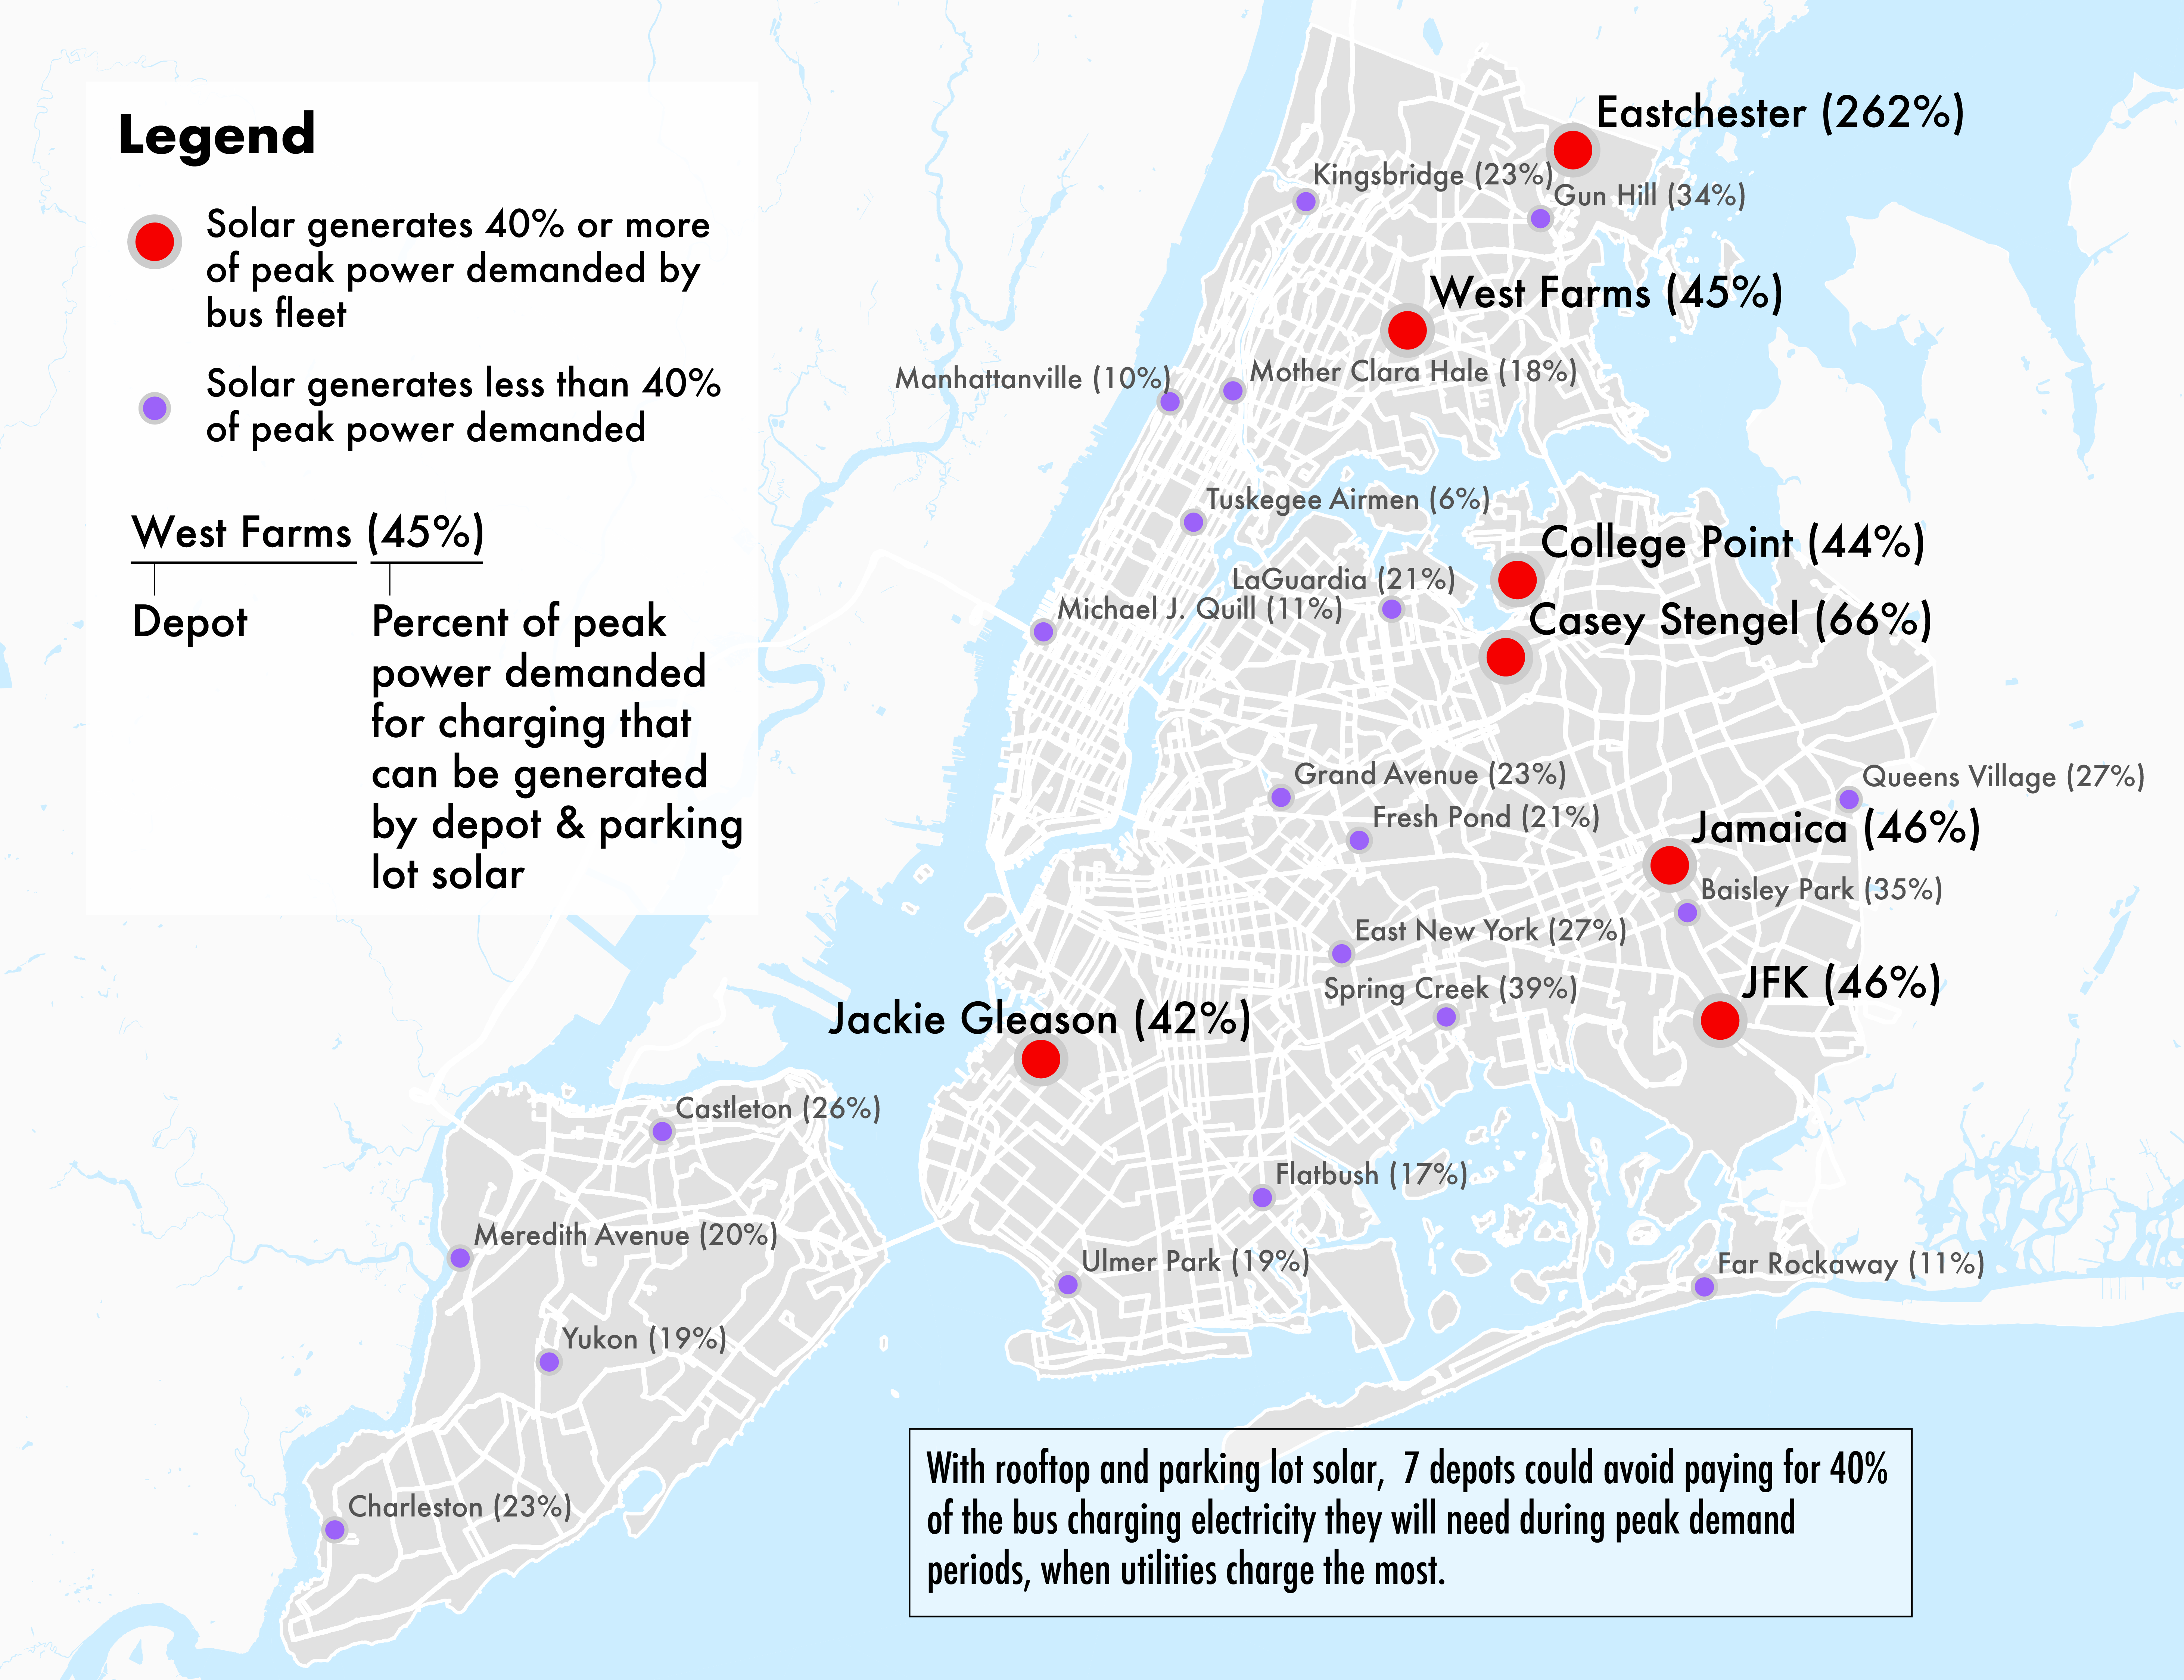 Legend
Solar generates 40% or more
of peak power demanded by
bus fleet
Solar generates less than 40%
of peak power demanded
West Farms (45%)
Depot
Percent of peak
power demanded
for charging that
can be generated
by depot & parking
lot solar
Eastchester (262%)
Kingsbridge (23%)
Gun Hill (34%)
West Farms (45%)
Manhattanville (10%)
Mother Clara Hale (18%)
Tuskegee Airmen (6%)
College Point (44%)
LaGuardia (21%)
Michael J. Quill (11%)
Casey Stengel (66%)
Grand Avenue (23%)
Queens Village (27%)
Fresh Pond (21%)
Jamaica (46%)
Baisley Park (35%)
East New York (27%)
Spring Creek (39%)
JFK (46%)
Jackie Gleason (42%)
Castleton (26%)
Flatbush (17%)
Meredith Avenue (20%)
Ulmer Park (19%)
Far Rockaway (11%)
Yukon (19%)
Charleston (23%)
With rooftop and parking lot solar, 7 depots could avoid paying for 40%
of the bus charging electricity they will need during peak demand
periods, when utilities charge the most.